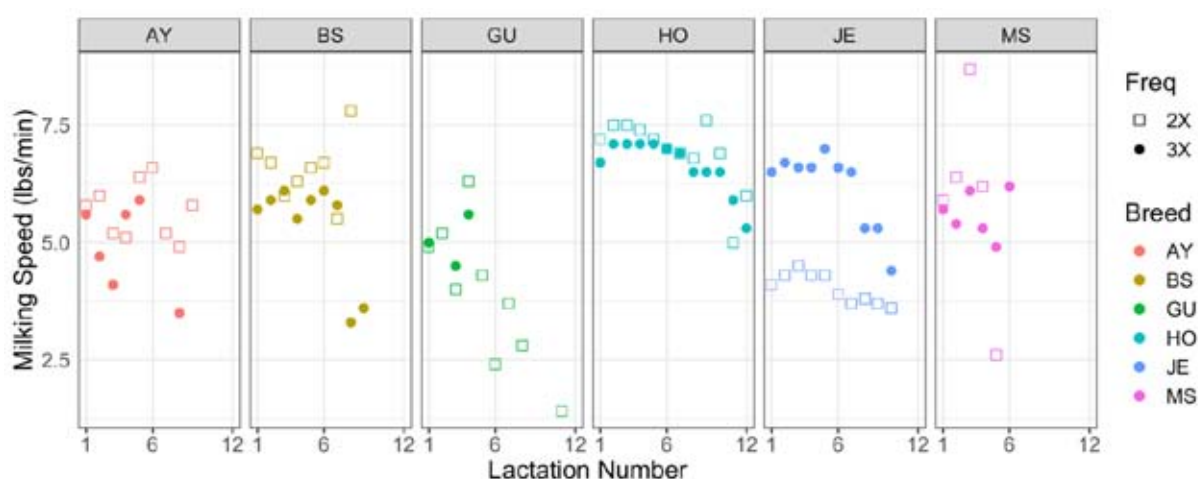 AY BS GU HO JE MS
Milking Speed (lbs/min)
7.5
5.0
2.5
1 6 12 1 6 12 1 6 12 1 6 12 1 6 12 1 6 12
Lactation Number
Freq
2X
3X
Breed
AY
BS
GU
HO
JE
MS